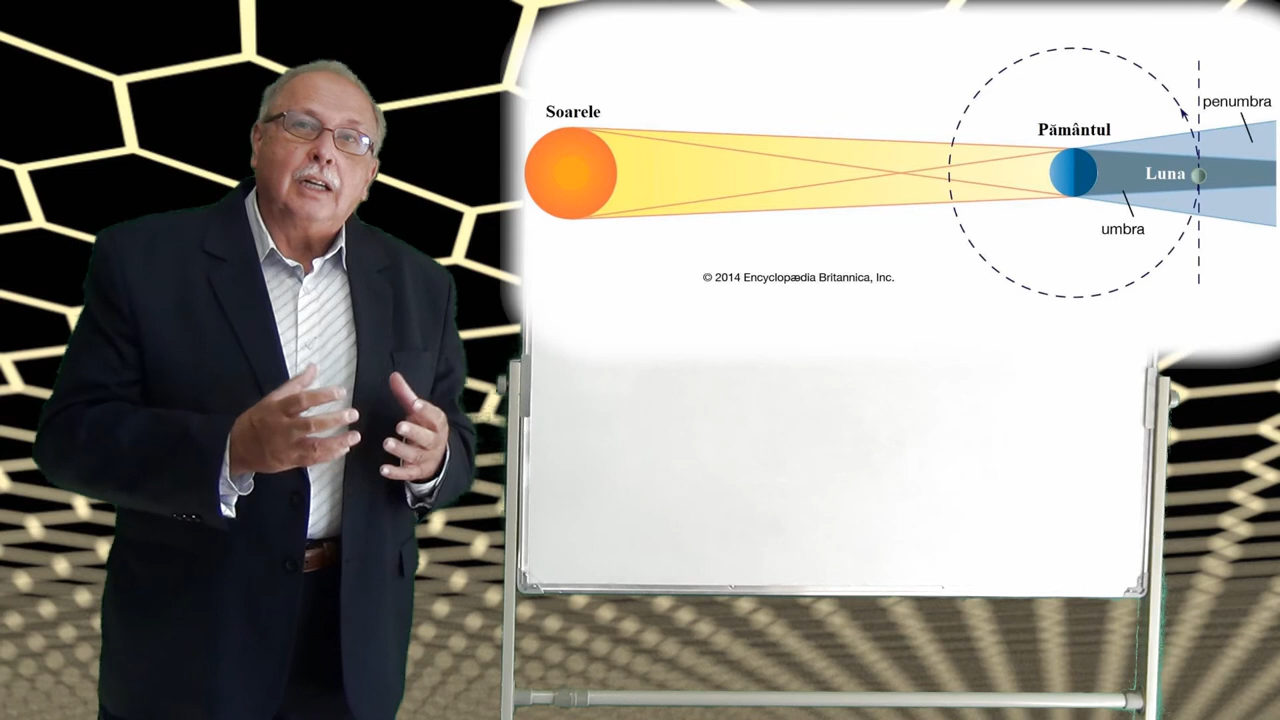 Soarele
penumbra
Pământul
Luna
umbra
© 2014 Encyclopædia Britannica, Inc.